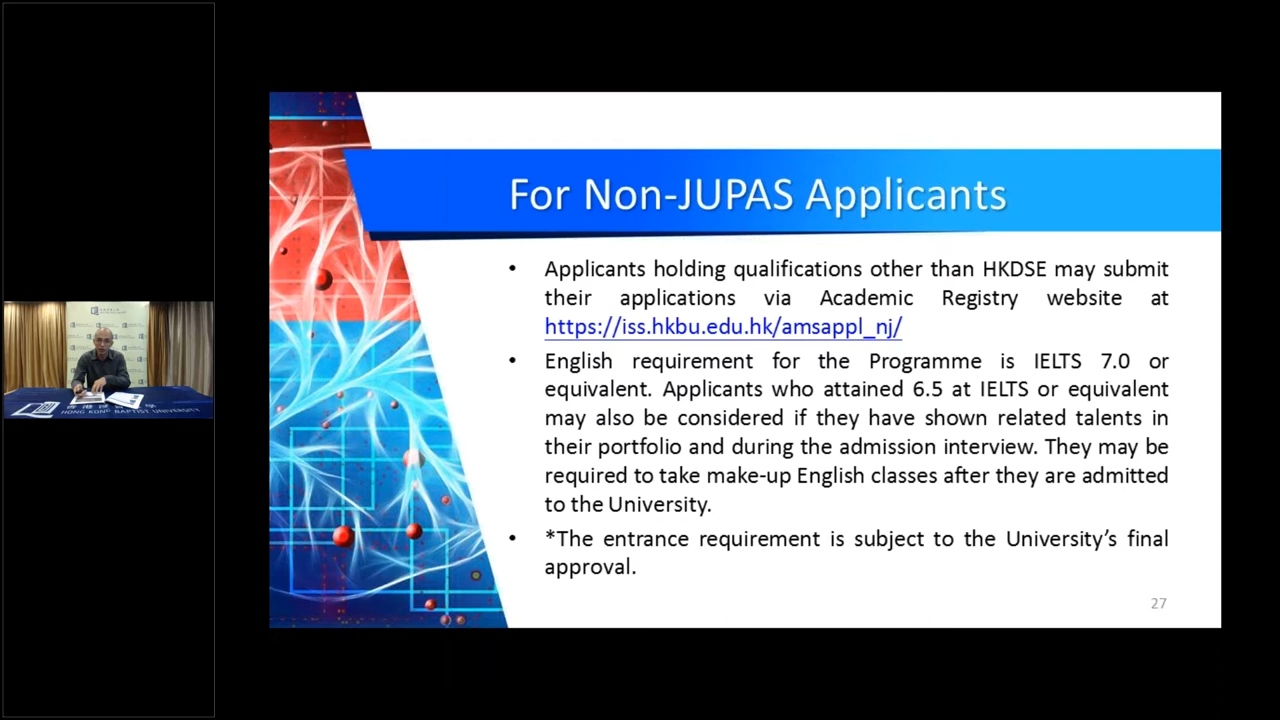 For Non-JUPAS Applicants
• Applicants holding qualifications other than HKDSE may submit
their applications via Academic Registry website at
https://iss.hkbu.edu.hk/amsappl_nj/
• English requirement for the Programme is IELTS 7.0 or
equivalent. Applicants who attained 6.5 at IELTS or equivalent
may also be considered if they have shown related talents in
their portfolio and during the admission interview. They may be
required to take make-up English classes after they are admitted
to the University.
• *The entrance requirement is subject to the University’s final
approval.
27
HONG KONG BAPTIST UNIVERSITY